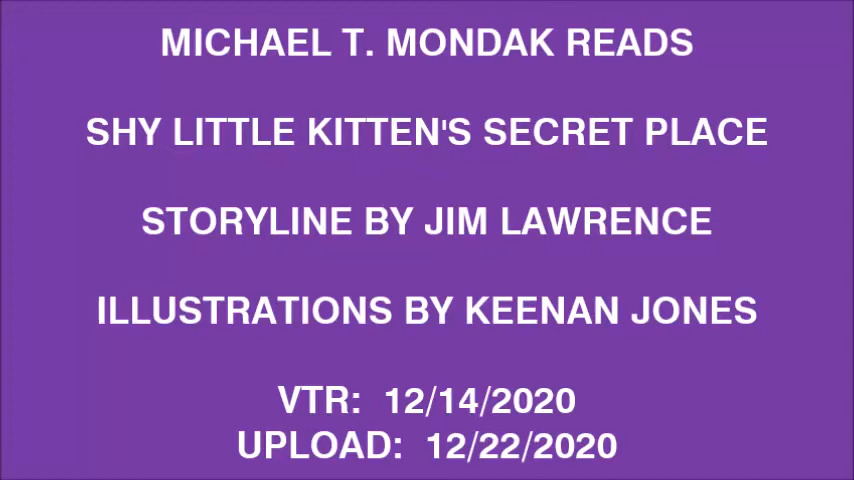 MICHAEL T. MONDAK READS
SHY LITTLE KITTEN'S SECRET PLACE
STORYLINE BY JIM LAWRENCE
ILLUSTRATIONS BY KEENAN JONES
VTR:  12/14/2020
UPLOAD:  12/22/2020